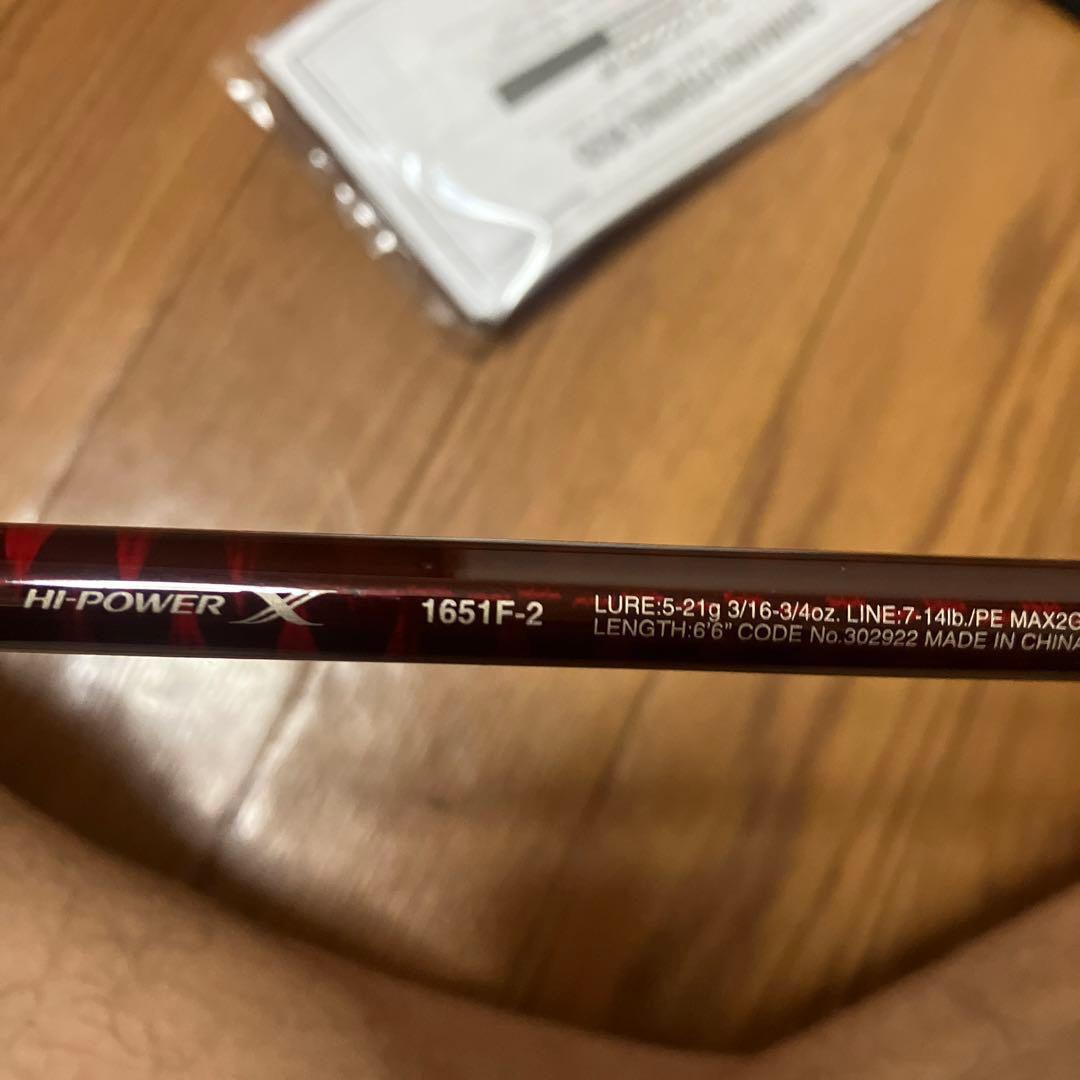 HI-POWER X 1651F-2 LURE:5-21g 3/16-3/4oz. LINE:7-14lb./PE MAX2G
LENGTH:6'6" CODE No.302922 MADE IN CHINA